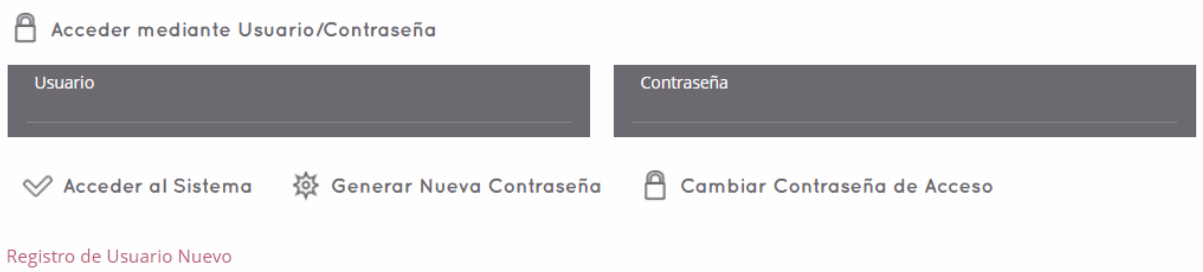 Acceder mediante Usuario/Contraseña
Usuario
Contraseña
Acceder al Sistema
Generar Nueva Contraseña
Cambiar Contraseña de Acceso
Registro de Usuario Nuevo